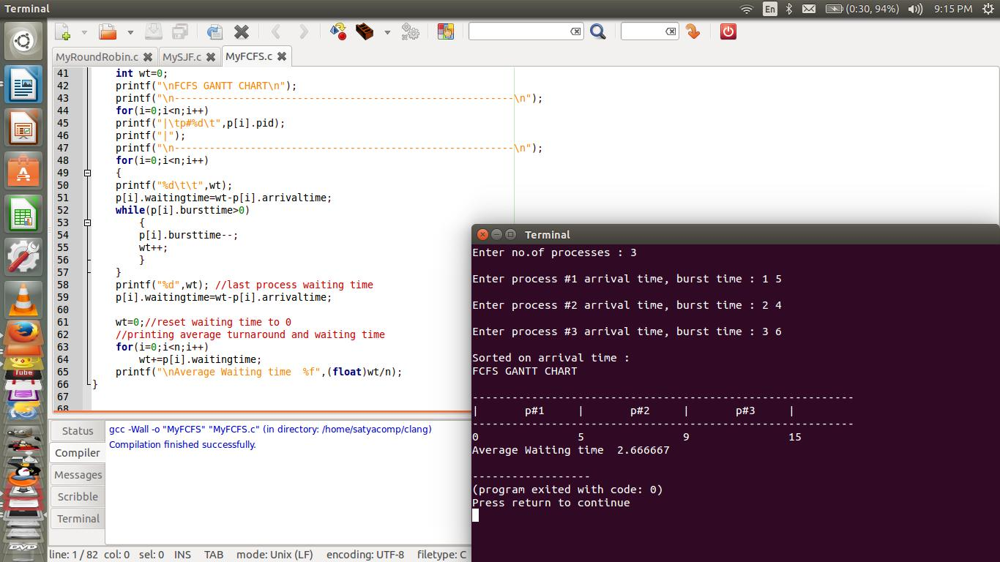 Terminal
En
(0:30, 94%)
9:15 PM
MyRoundRobin.c
MySJF.c
MyFCFS.c
41 int wt=0;
42 printf("\nFCFS GANTT CHART\n");
43 printf("\n----------------------------------------------------------\n");
44 for(i=0;i<n;i++)
45 printf("|\tp#%d\t",p[i].pid);
46 printf("|");
47 printf("\n----------------------------------------------------------\n");
48 for(i=0;i<n;i++)
49 {
50 printf("%d\t\t",wt);
51 p[i].waitingtime=wt-p[i].arrivaltime;
52 while(p[i].bursttime>0)
53 {
54 p[i].bursttime--;
55 wt++;
56 }
57 }
58 printf("%d",wt); //last process waiting time
59 p[i].waitingtime=wt-p[i].arrivaltime;
60
61 wt=0;//reset waiting time to 0
62 //printing average turnaround and waiting time
63 for(i=0;i<n;i++)
64 wt+=p[i].waitingtime;
65 printf("\nAverage Waiting time  %f",(float)wt/n);
66 }
67
68
Status
Compiler
Messages
Scribble
Terminal
gcc -Wall -o "MyFCFS" "MyFCFS.c" (in directory: /home/satyacomp/clang)
Compilation finished successfully.
line: 1 / 82 col: 0 sel: 0 INS TAB mode: Unix (LF) encoding: UTF-8 filetype: C
Terminal
Enter no.of processes : 3
Enter process #1 arrival time, burst time : 1 5
Enter process #2 arrival time, burst time : 2 4
Enter process #3 arrival time, burst time : 3 6
Sorted on arrival time :
FCFS GANTT CHART
----------------------------------------------------------
| p#1 | p#2 | p#3 |
----------------------------------------------------------
0 5 9 15
Average Waiting time  2.666667
------------------
(program exited with code: 0)
Press return to continue
Tube
DVD